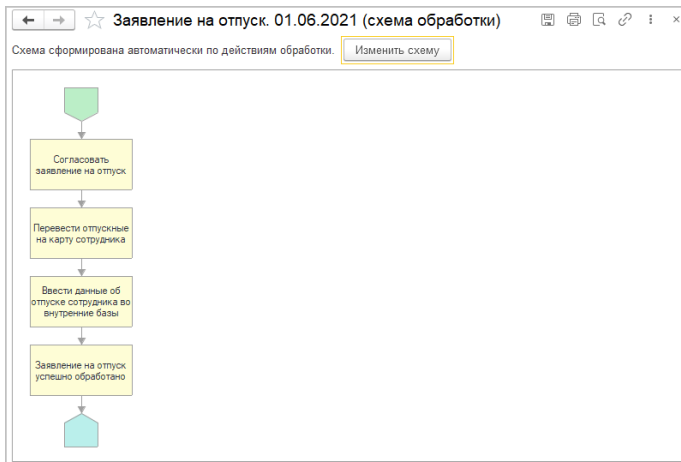 Заявление на отпуск. 01.06.2021 (схема обработки)
Схема сформирована автоматически по действиям обработки.
Изменить схему
Согласовать
заявление на отпуск
Перевести отпускные
на карту сотрудника
Ввести данные об
отпуске сотрудника во
внутренние базы
Заявление на отпуск
успешно обработано